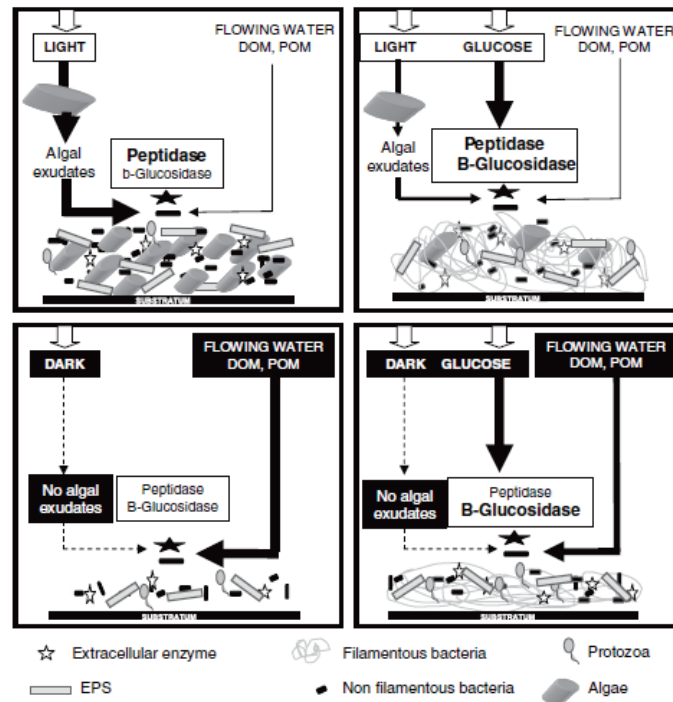 LIGHT
FLOWING WATER
DOM, POM
Algal
exudates
Peptidase
b-Glucosidase
SUBSTRATUM
LIGHT GLUCOSE
FLOWING WATER
DOM, POM
Algal
exudates
Peptidase
B-Glucosidase
SUBSTRATUM
DARK
FLOWING WATER
DOM, POM
No algal
exudates
Peptidase
B-Glucosidase
SUBSTRATUM
DARK GLUCOSE
FLOWING WATER
DOM, POM
No algal
exudates
Peptidase
B-Glucosidase
SUBSTRATUM
Extracellular enzyme
Filamentous bacteria
Protozoa
EPS
Non filamentous bacteria
Algae